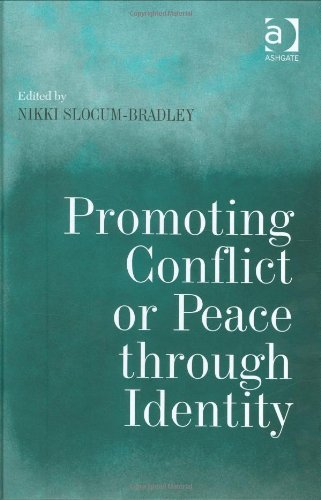 a
ASHGATE
Edited by
NIKKI SLOCUM-BRADLEY
Promoting
Conflict
or Peace
through
Identity